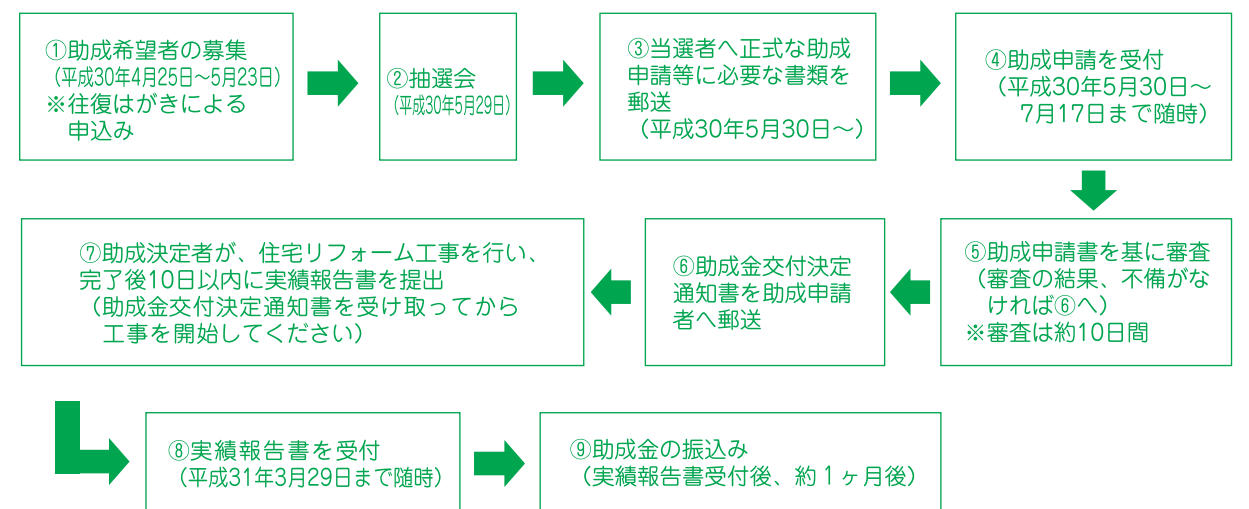 ①助成希望者の募集
（平成30年4月25日～5月23日）
※往復はがきによる
申込み
②抽選会
（平成30年5月29日）
③当選者へ正式な助成
申請等に必要な書類を
郵送
（平成30年5月30日～）
④助成申請を受付
（平成30年5月30日～
7月17日まで随時）
⑤助成申請書を基に審査
（審査の結果、不備がな
ければ⑥へ）
※審査は約10日間
⑥助成金交付決定
通知書を助成申請
者へ郵送
⑦助成決定者が、住宅リフォーム工事を行い、
完了後10日以内に実績報告書を提出
（助成金交付決定通知書を受け取ってから
工事を開始してください）
⑧実績報告書を受付
（平成31年3月29日まで随時）
⑨助成金の振込み
（実績報告書受付後、約１ヶ月後）